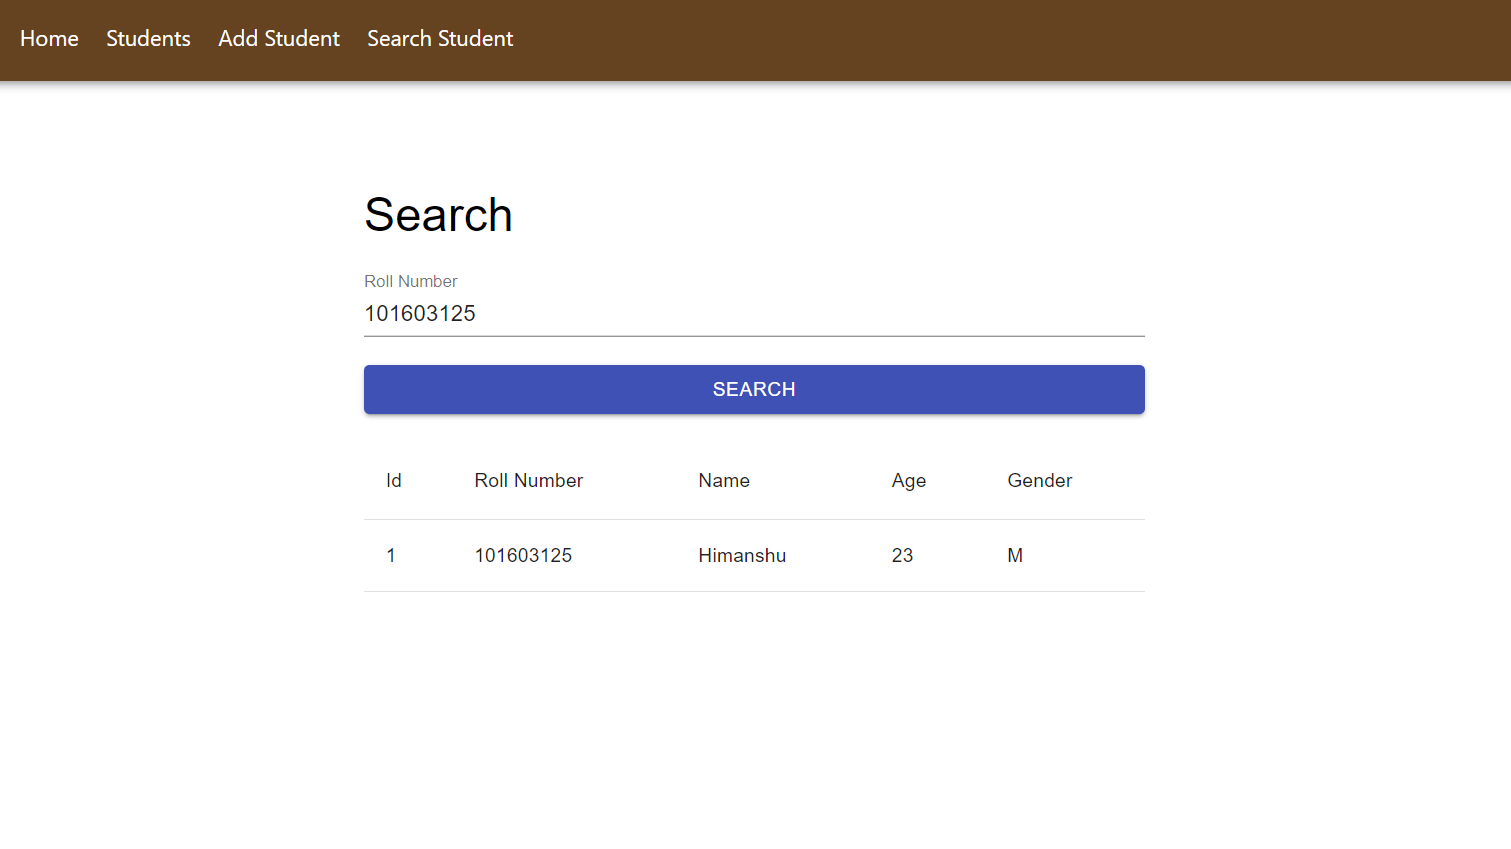 Home Students Add Student Search Student
Search
Roll Number
101603125
SEARCH
Id Roll Number Name Age Gender
1 101603125 Himanshu 23 M